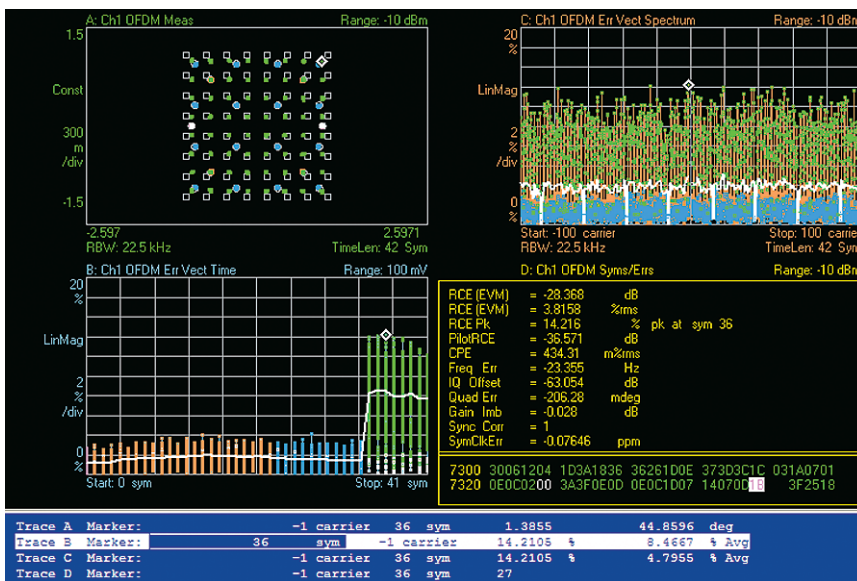 A: Ch1 OFDM Meas Range: -10 dBm
1.5
Const
300
m
/div
-1.5
-2.597 2.5971
RBW: 22.5 kHz TimeLen: 42 Sym
C: Ch1 OFDM Err Vect Spectrum Range: -10 dBm
20
%
LinMag
2
%
/div
0
%
Start: -100 carrier Stop: 100 carrier
RBW: 22.5 kHz TimeLen: 42 Sym
B: Ch1 OFDM Err Vect Time Range: 100 mV
20
%
LinMag
2
%
/div
0
%
Start: 0 sym Stop: 41 sym
D: Ch1 OFDM Syms/Errs Range: -10 dBm
RCE (EVM) = -28.368 dB
RCE (EVM) = 3.8158 %rms
RCE Pk = 14.216 % pk at sym 36
PilotRCE = -36.571 dB
CPE = 434.31 m%rms
Freq Err = -23.355 Hz
IQ Offset = -63.054 dB
Quad Err = -206.28 mdeg
Gain Imb = -0.028 dB
Sync Corr = 1
SymClkErr = -0.07646 ppm
7300 30061204 1D3A1836 36261D0E 373D3C1C 031A0701
7320 0E0C0200 3A3F0E0D 0E0C1D07 14070D1B 3F2518
Trace A Marker: -1 carrier 36 sym 1.3855 44.8596 deg
Trace B Marker: 36 sym -1 carrier 14.2105 % 8.4667 % Avg
Trace C Marker: -1 carrier 36 sym 14.2105 % 4.7955 % Avg
Trace D Marker: -1 carrier 36 sym 27